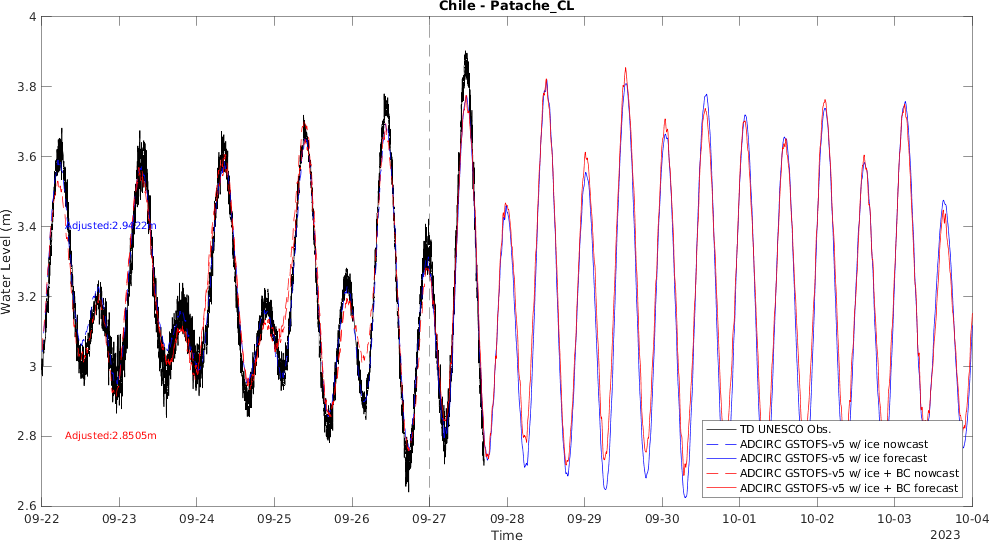 Chile - Patache_CL
Water Level (m)
4
3.8
3.6
3.4
3.2
3
2.8
2.6
Adjusted:2.9422m
Adjusted:2.8505m
TD UNESCO Obs.
ADCIRC GSTOFS-v5 w/ ice nowcast
ADCIRC GSTOFS-v5 w/ ice forecast
ADCIRC GSTOFS-v5 w/ ice + BC nowcast
ADCIRC GSTOFS-v5 w/ ice + BC forecast
09-22 09-23 09-24 09-25 09-26 09-27 09-28 09-29 09-30 10-01 10-02 10-03 10-04
Time
2023